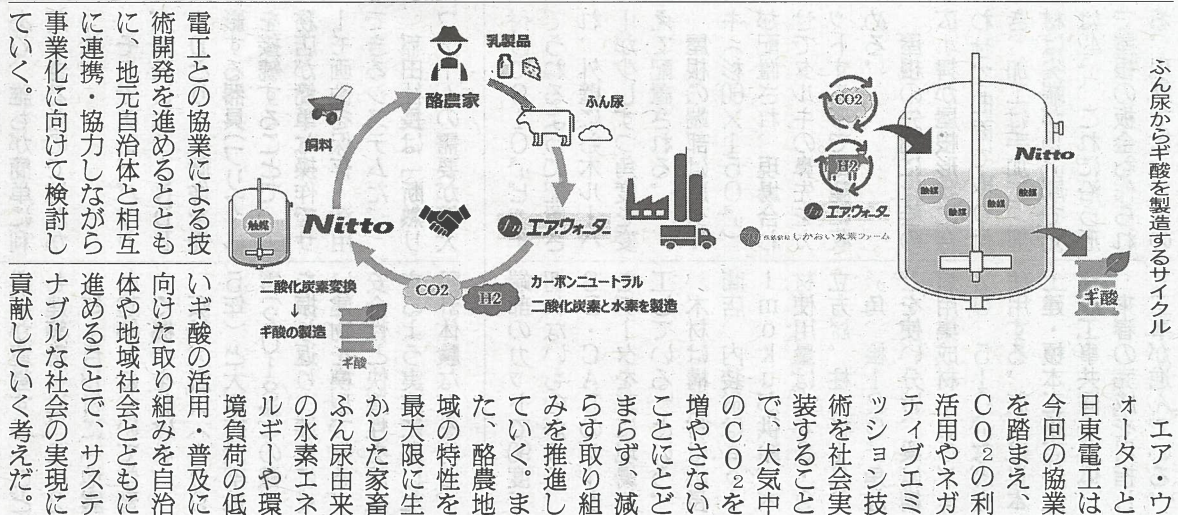 ふん尿からギ酸を製造するサイクル
酪農家
乳製品
ふん尿
飼料
エア・ウォーター
Nitto
触媒
CO2
H2
カーボンニュートラル
二酸化炭素と水素を製造
二酸化炭素変換
↓
ギ酸の製造
ギ酸
CO2
H2
エア・ウォーター
株式会社しかおい水素ファーム
Nitto
触媒
触媒
触媒
触媒
ギ酸
電工との協業による技
術開発を進めるととも
に、地元自治体と相互
に連携・協力しながら
事業化に向けて検討し
ていく。
エア・ウ
ォーターと
日東電工は
今回の協業
を踏まえ、
CO₂の利
活用やネガ
ティブエミ
ッション技
術を社会実
装すること
で、大気中
のCO₂を
増やさない
ことにとど
まらず、減
らす取り組
みを推進し
ていく。ま
た、酪農地
域の特性を
最大限に生
かした家畜
ふん尿由来
の水素エネ
ルギーや環
境負荷の低
いギ酸の活用・普及に
向けた取り組みを自治
体や地域社会とともに
進めることで、サステ
ナブルな社会の実現に
貢献していく考えだ。